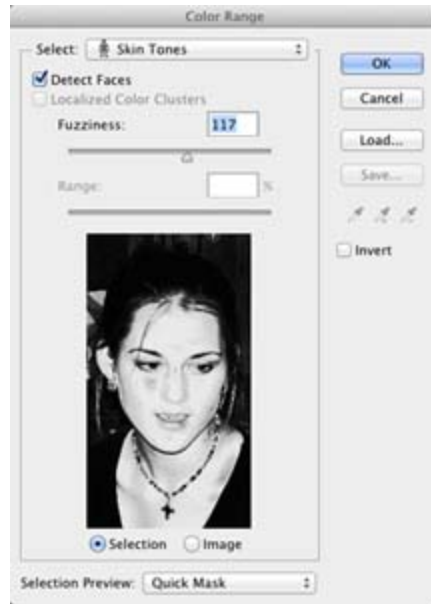 Color Range
Select: Skin Tones
OK
Detect Faces
Localized Color Clusters
Cancel
Fuzziness: 117
Load...
Range: %
Save...
Invert
Selection Image
Selection Preview: Quick Mask